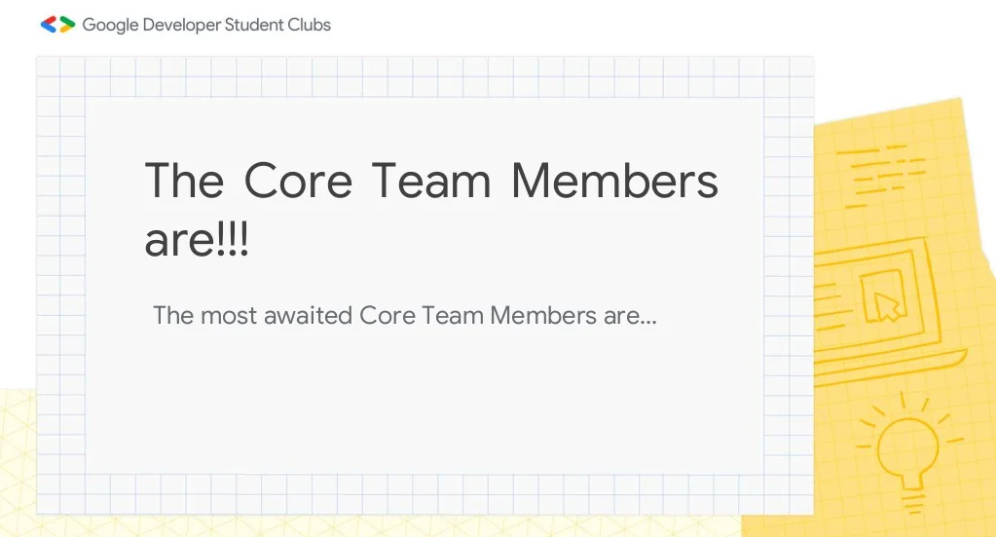 Google Developer Student Clubs
The Core Team Members
are!!!
The most awaited Core Team Members are...